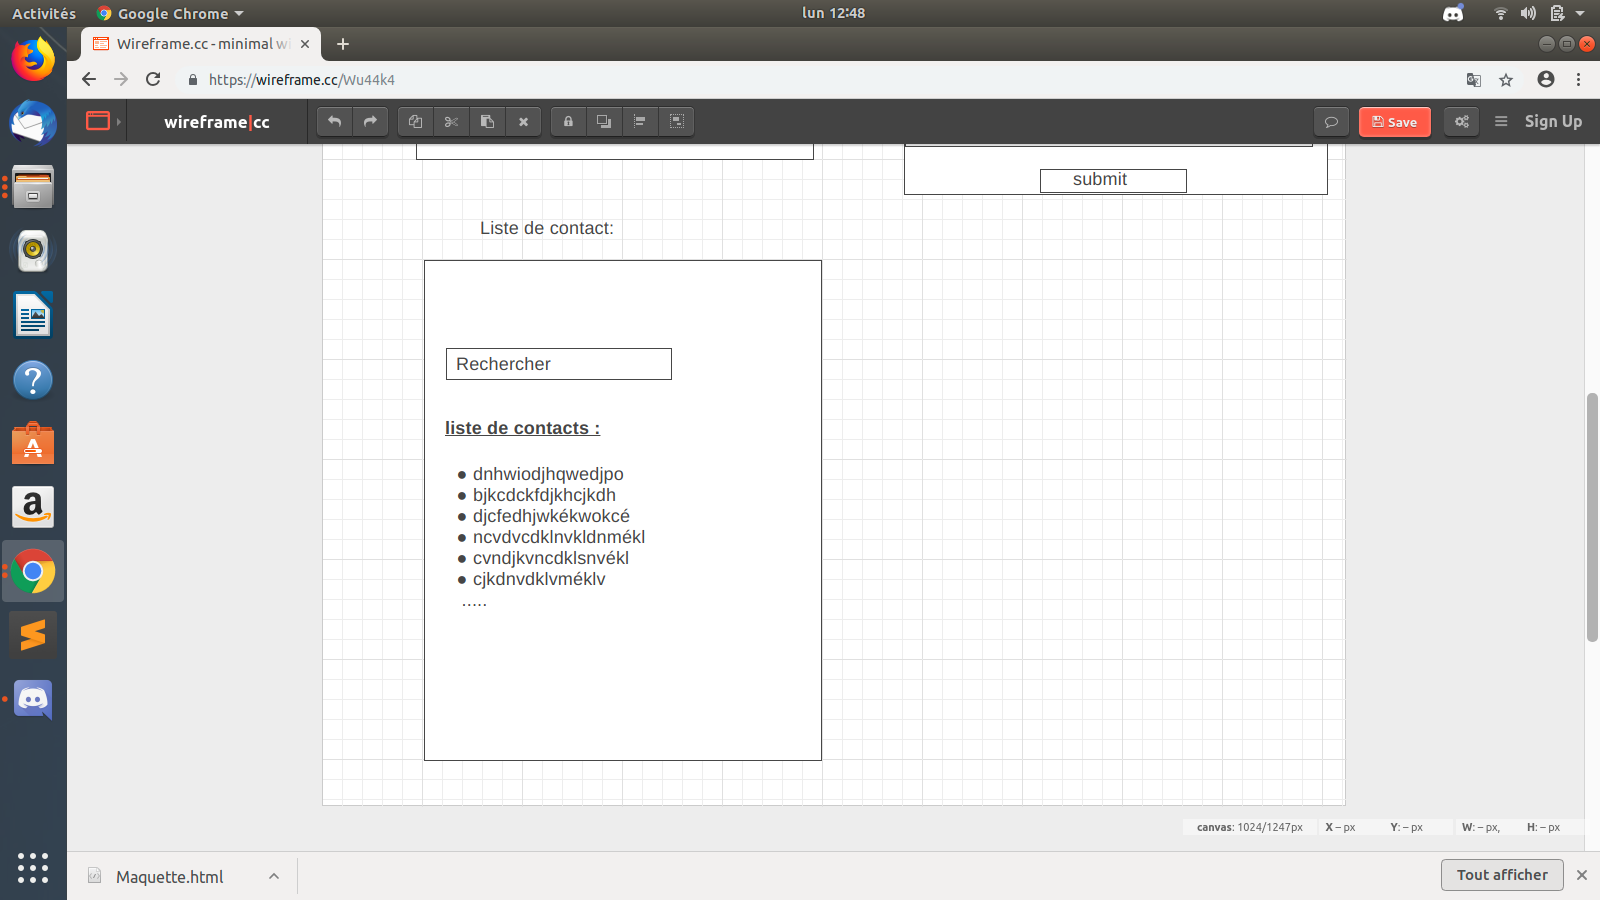 Activités Google Chrome lun 12:48
Wireframe.cc - minimal w
https://wireframe.cc/Wu44k4
wireframe|cc Save Sign Up
submit
Liste de contact:
Rechercher
liste de contacts :
● dnhwiodjhqwedjpo
● bjkcdckfdjkhcjkdh
● djcfedhjwkékwokcé
● ncvdvcdklnvkldnmékl
● cvndjkvncdklsnvékl
● cjkdnvdklvméklv
.....
canvas: 1024/1247px X – px Y: – px W: – px, H: – px
Maquette.html Tout afficher